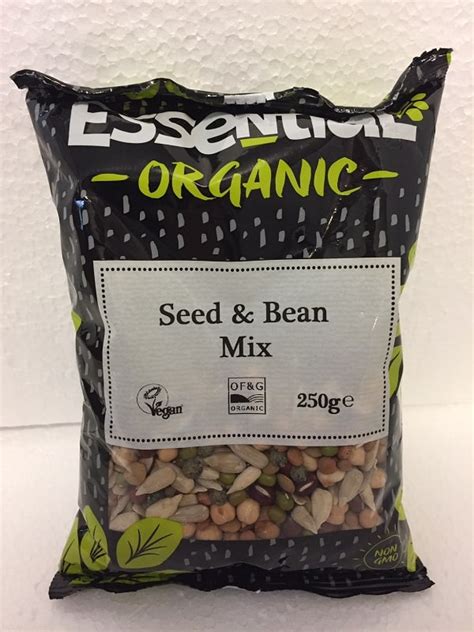 ESSENTIAL
ORGANIC
Seed & Bean
Mix
Vegan
OF&G
ORGANIC
250g℮
NON
GMO